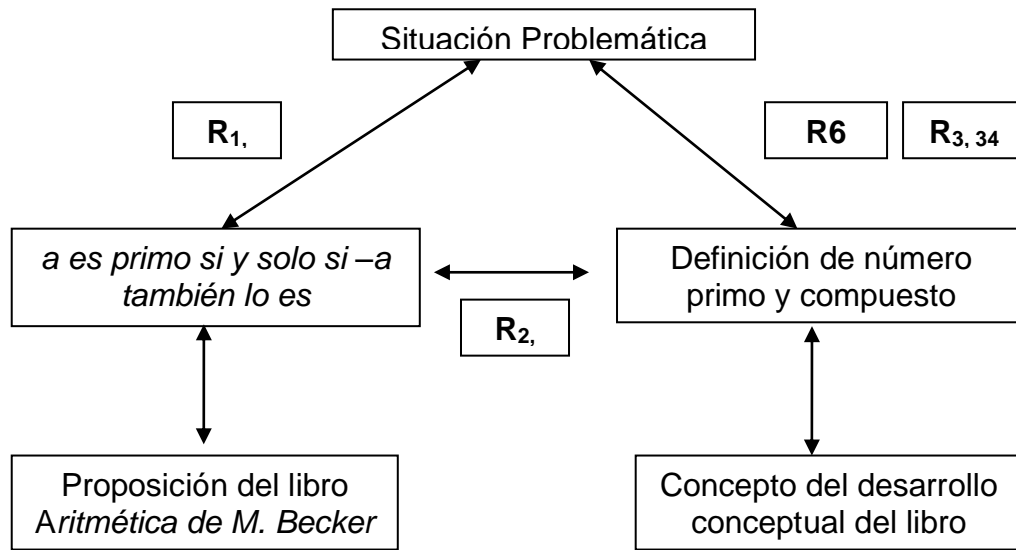 Situación Problemática
R1,
R6
R3, 34
a es primo si y solo si –a
también lo es
Definición de número
primo y compuesto
R2,
Proposición del libro
Aritmética de M. Becker
Concepto del desarrollo
conceptual del libro